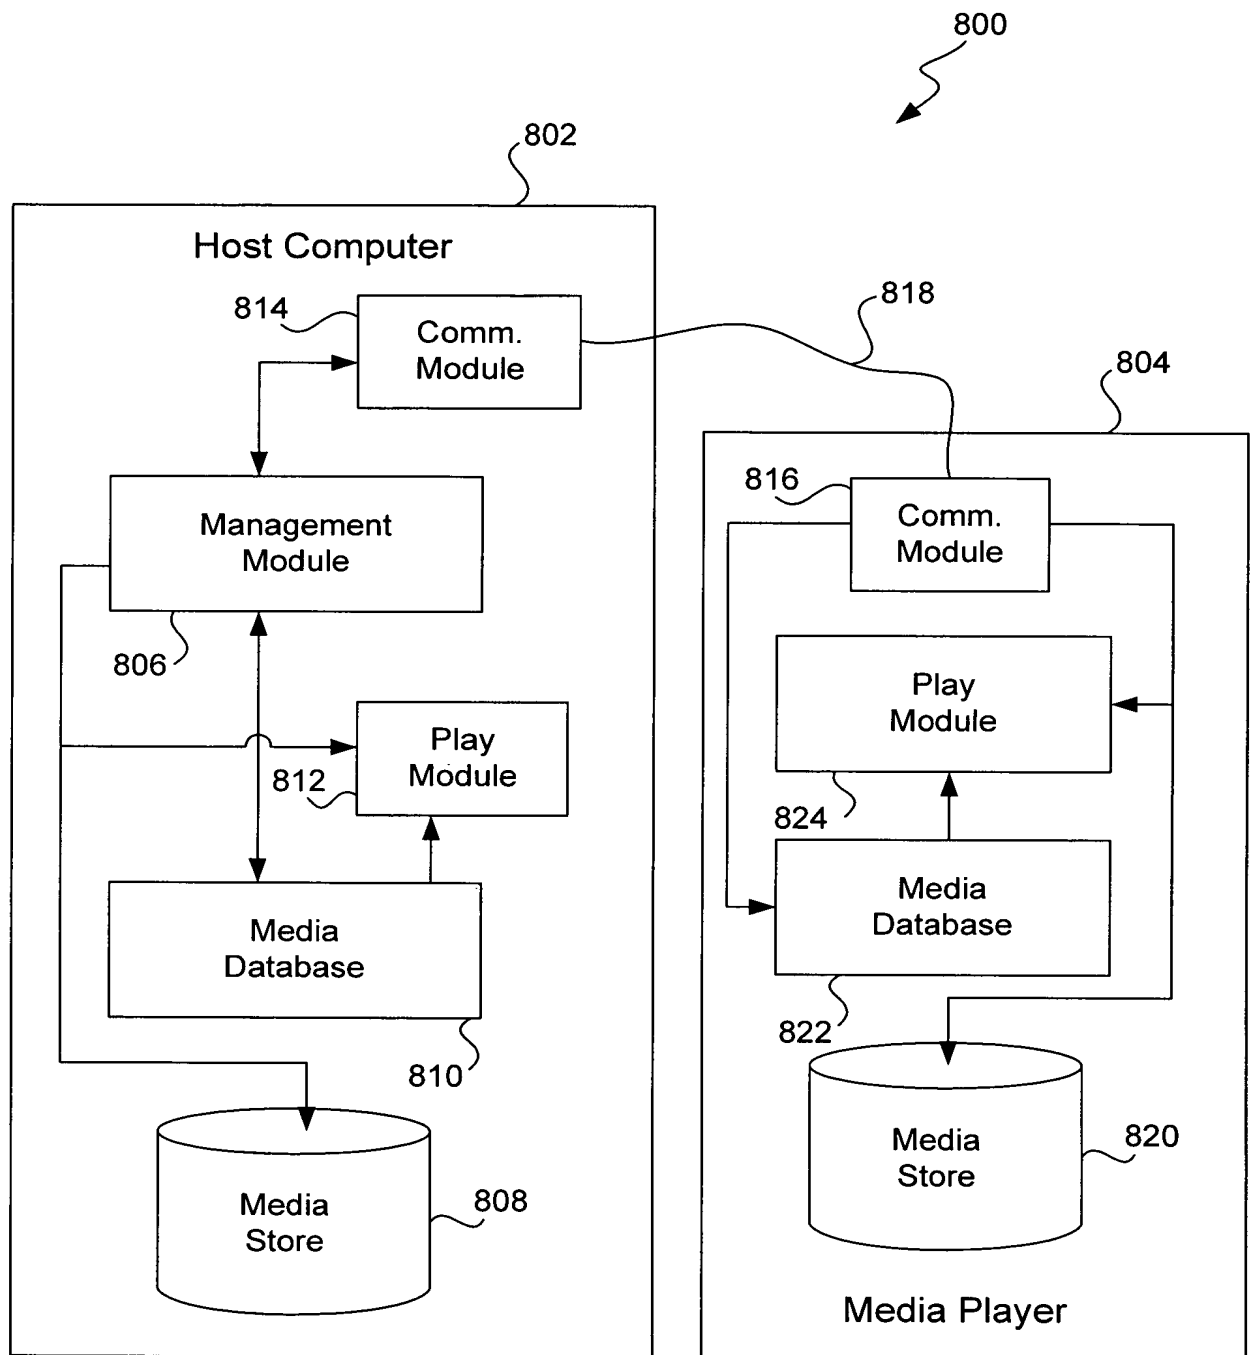 800
802
Host Computer
814
Comm.
Module
818
804
816
Comm.
Module
Management
Module
806
Play
Module
812
Play
Module
824
Media
Database
810
Media
Database
822
Media
Store
808
Media
Store
820
Media Player